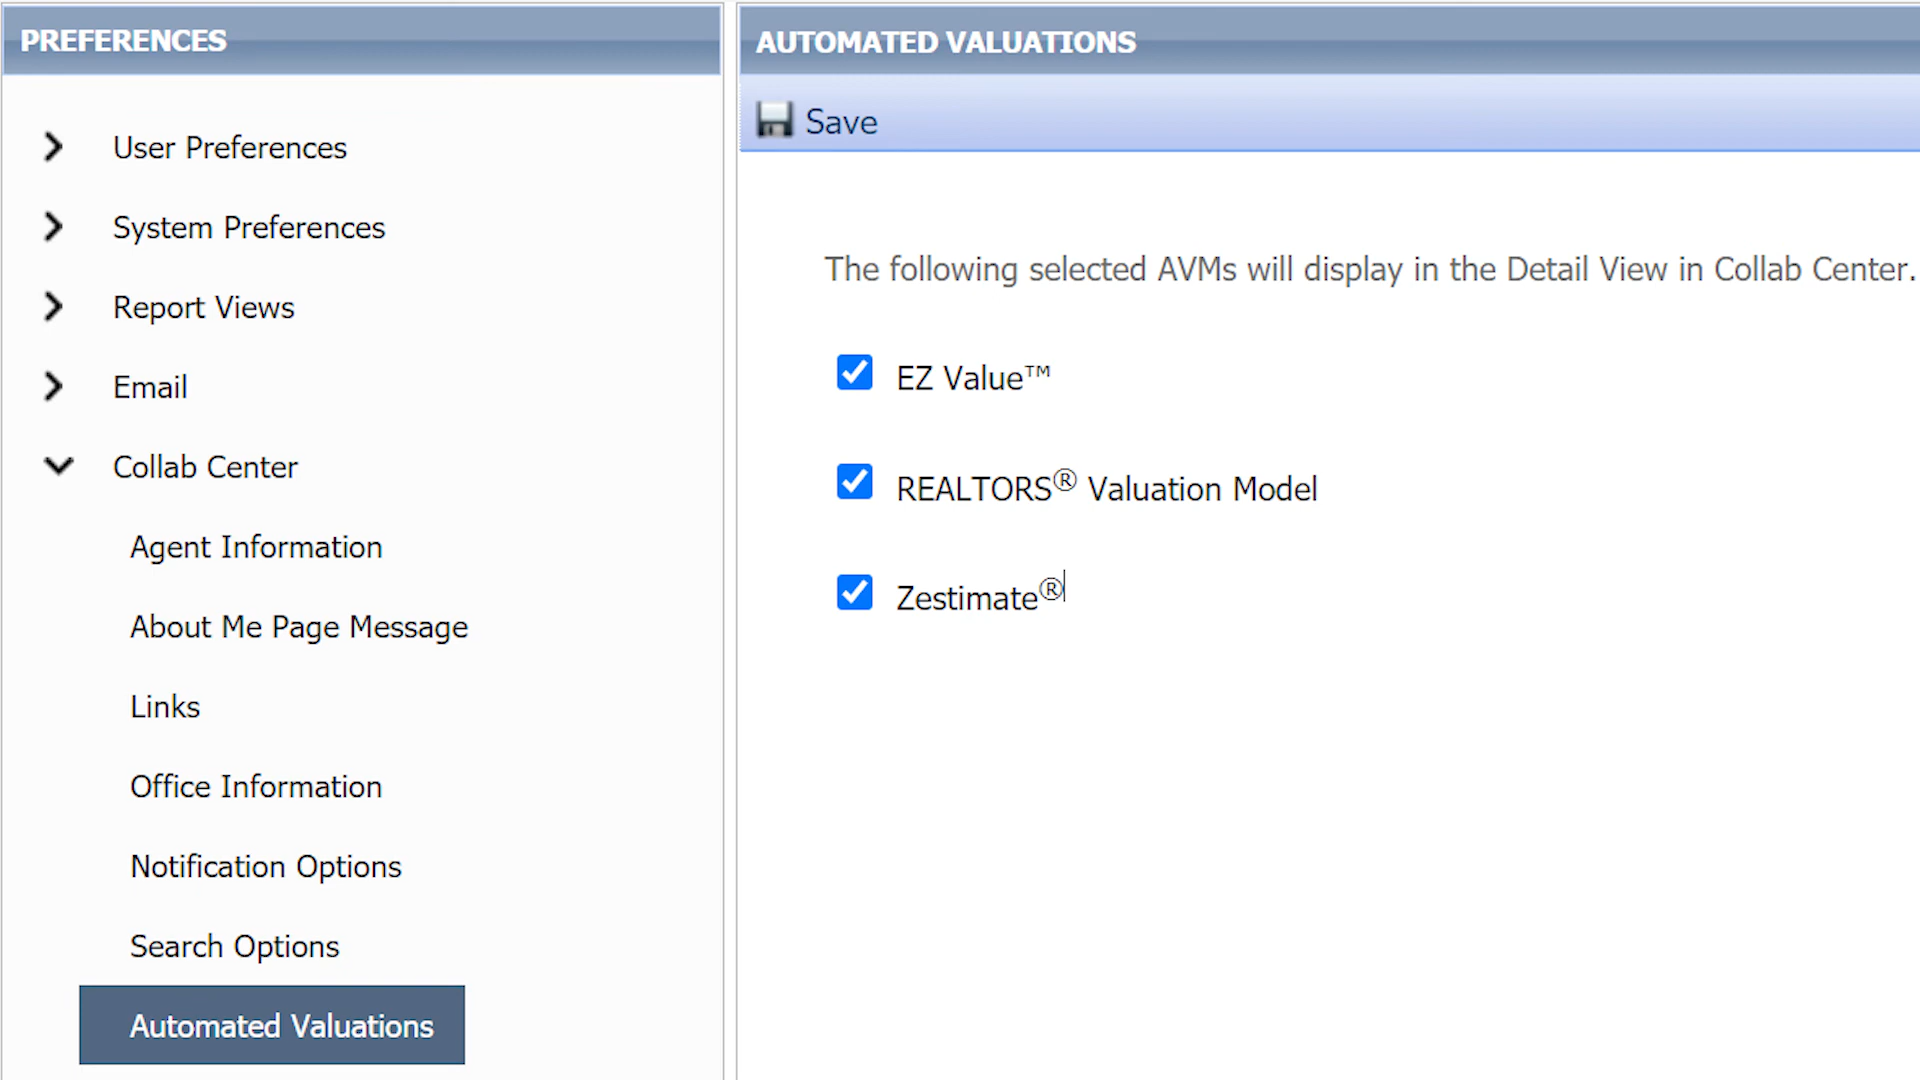 PREFERENCES
User Preferences
System Preferences
Report Views
Email
Collab Center
Agent Information
About Me Page Message
Links
Office Information
Notification Options
Search Options
Automated Valuations
AUTOMATED VALUATIONS
Save
The following selected AVMs will display in the Detail View in Collab Center.
EZ Value™
REALTORS® Valuation Model
Zestimate®